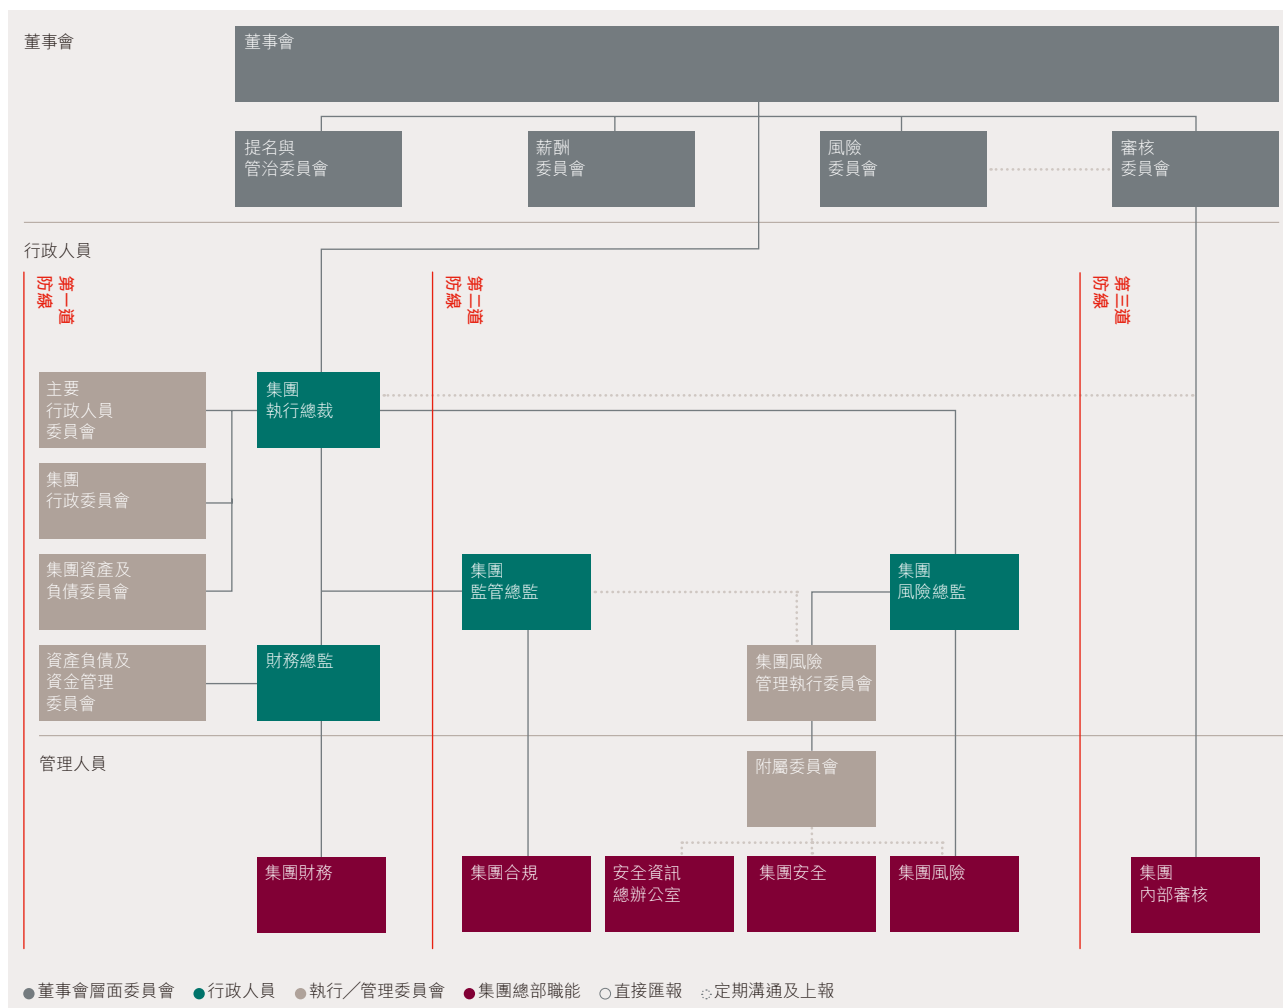 董事會
董事會
提名與
管治委員會
薪酬
委員會
風險
委員會
審核
委員會
行政人員
第一道
防線
第二道
防線
第三道
防線
主要
行政人員
委員會
集團
執行總裁
集團
行政委員會
集團資產及
負債委員會
集團
監管總監
集團
風險總監
資產負債及
資金管理
委員會
財務總監
集團風險
管理執行委員會
管理人員
附屬委員會
集團財務
集團合規
安全資訊
總辦公室
集團安全
集團風險
集團
內部審核
董事會層面委員會
行政人員
執行／管理委員會
集團總部職能
直接匯報
定期溝通及上報